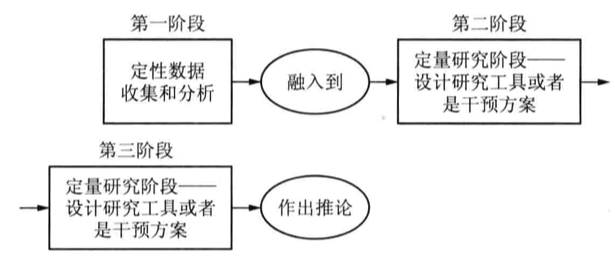 第一阶段
定性数据
收集和分析
融入到
第二阶段
定量研究阶段——
设计研究工具或者
是干预方案
第三阶段
定量研究阶段——
设计研究工具或者
是干预方案
作出推论